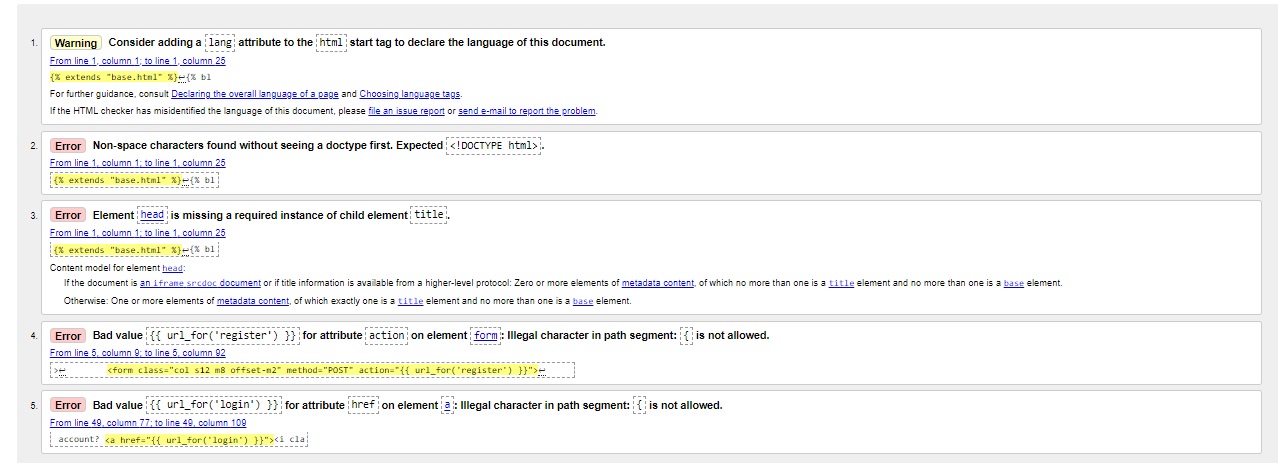 1. Warning Consider adding a lang attribute to the html start tag to declare the language of this document.
From line 1, column 1; to line 1, column 25
{% extends "base.html" %}↩{% bl
For further guidance, consult Declaring the overall language of a page and Choosing language tags.
If the HTML checker has misidentified the language of this document, please file an issue report or send e-mail to report the problem.
2. Error Non-space characters found without seeing a doctype first. Expected <!DOCTYPE html>.
From line 1, column 1; to line 1, column 25
{% extends "base.html" %}↩{% bl
3. Error Element head is missing a required instance of child element title.
From line 1, column 1; to line 1, column 25
{% extends "base.html" %}↩{% bl
Content model for element head:
If the document is an iframe srcdoc document or if title information is available from a higher-level protocol: Zero or more elements of metadata content, of which no more than one is a title element and no more than one is a base element.
Otherwise: One or more elements of metadata content, of which exactly one is a title element and no more than one is a base element.
4. Error Bad value {{ url_for('register') }} for attribute action on element form: Illegal character in path segment: { is not allowed.
From line 5, column 9; to line 5, column 92
>↩ <form class="col s12 m8 offset-m2" method="POST" action="{{ url_for('register') }}">↩
5. Error Bad value {{ url_for('login') }} for attribute href on element a: Illegal character in path segment: { is not allowed.
From line 49, column 77; to line 49, column 109
account? <a href="{{ url_for('login') }}"><i cla